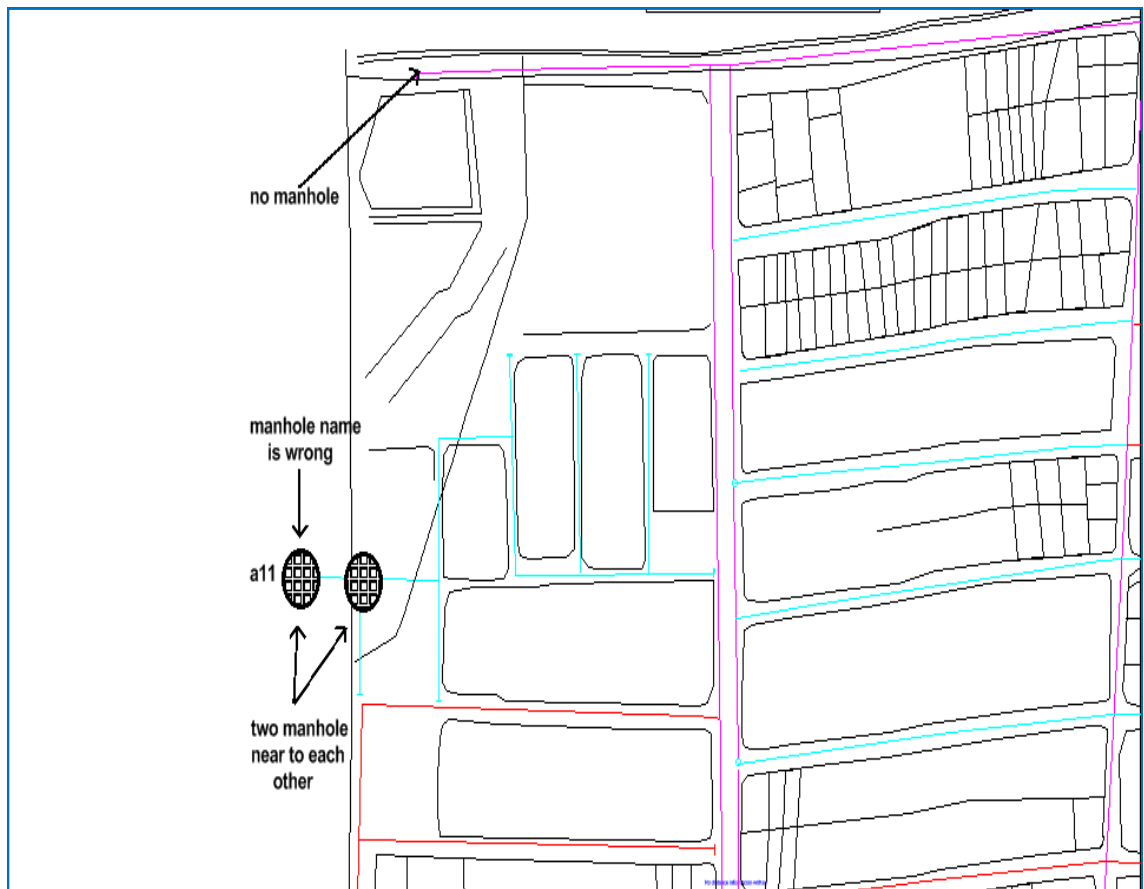 no manhole
manhole name
is wrong
a11
two manhole
near to each
other